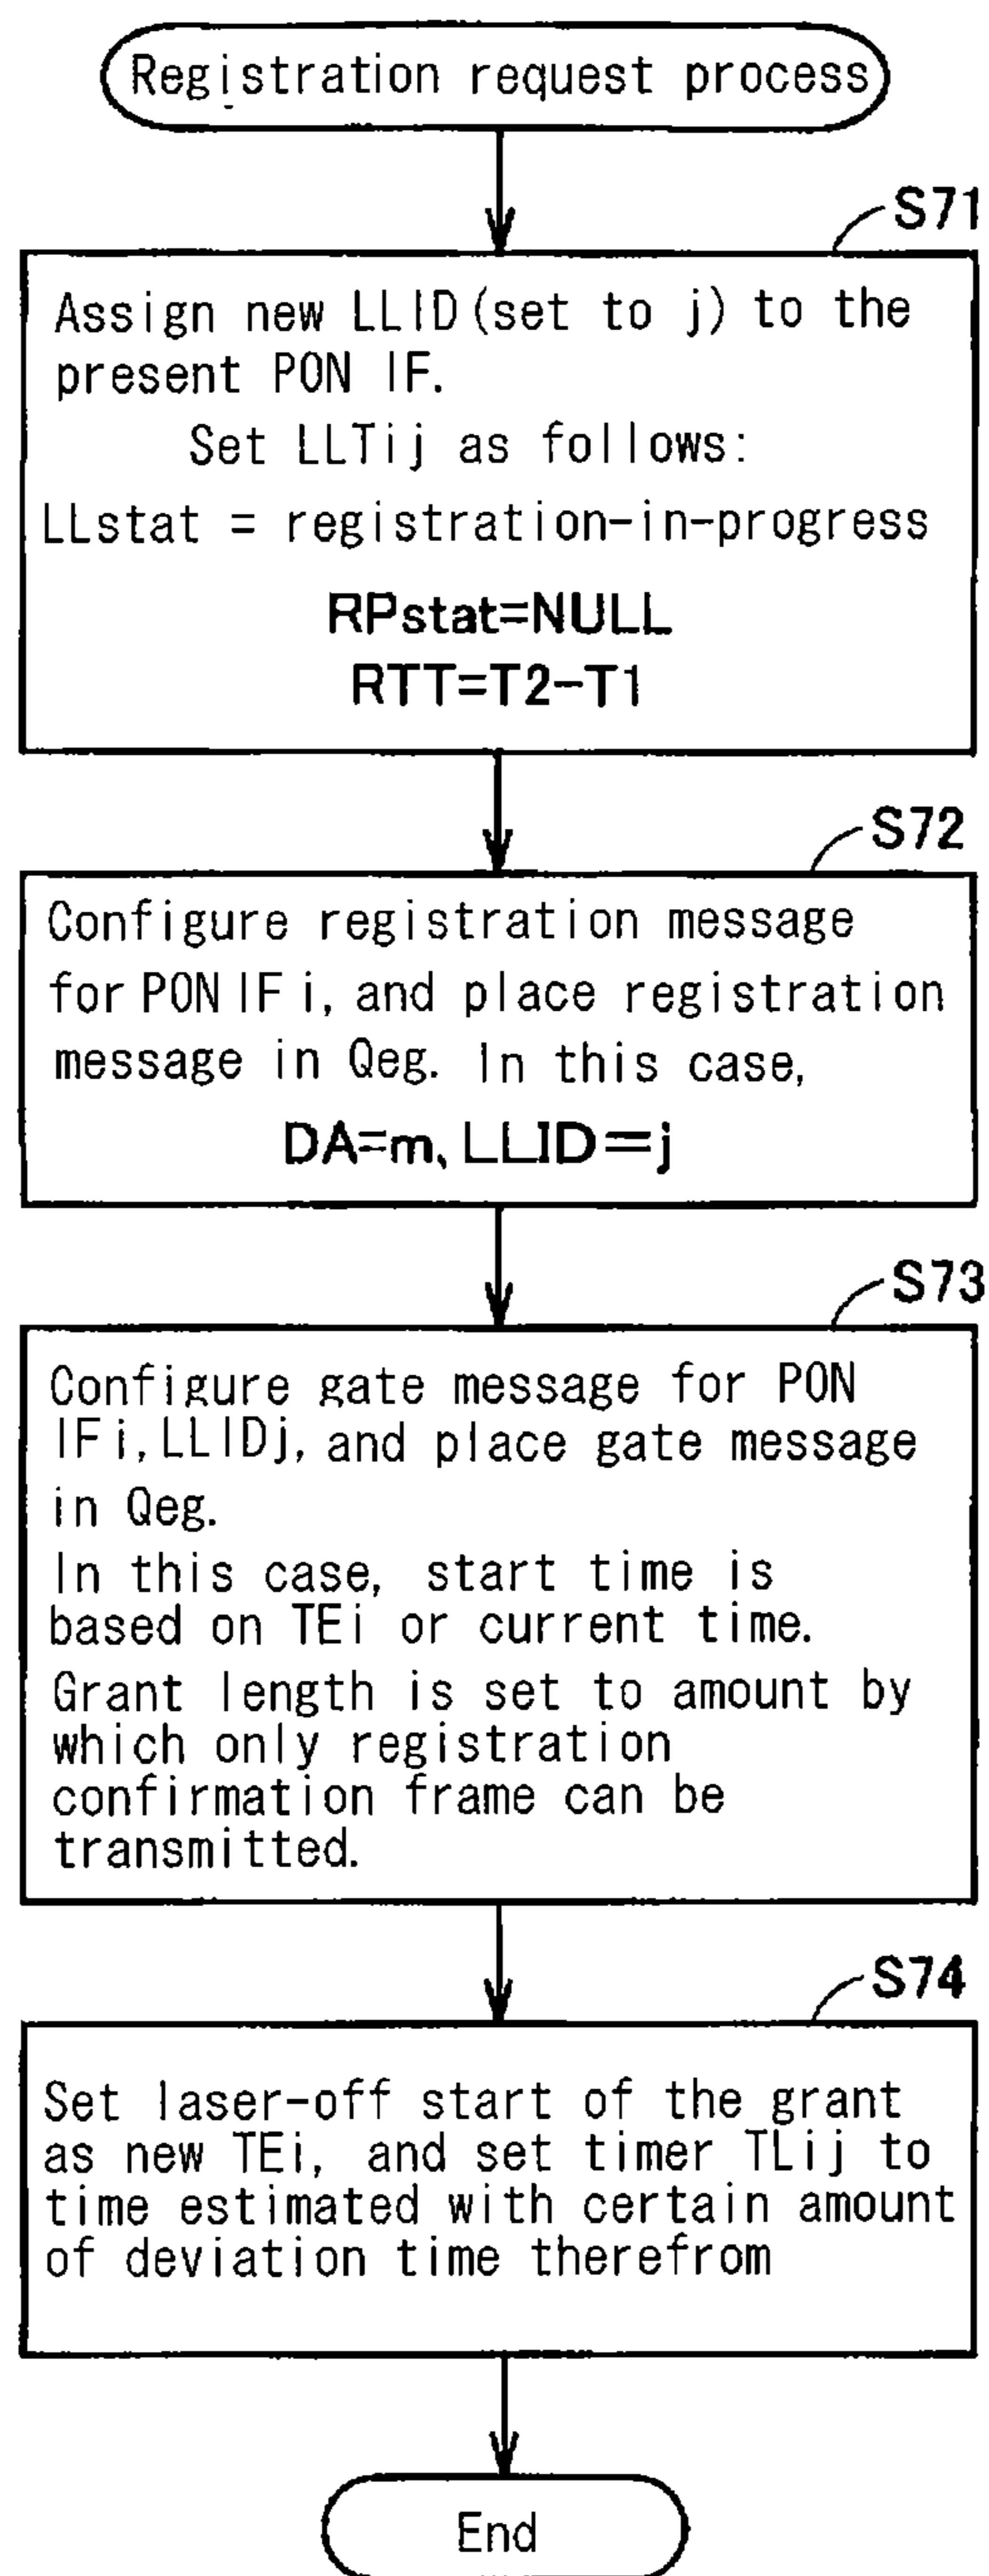 Registration request process
S71
Assign new LLID(set to j) to the
present PON IF.
Set LLTij as follows:
LLstat = registration-in-progress
RPstat=NULL
RTT=T2-T1
S72
Configure registration message
for PON IF i, and place registration
message in Qeg. In this case,
DA=m, LLID=j
S73
Configure gate message for PON
IFi, LLIDj, and place gate message
in Qeg.
In this case, start time is
based on TEi or current time.
Grant length is set to amount by
which only registration
confirmation frame can be
transmitted.
S74
Set laser-off start of the grant
as new TEi, and set timer TLij to
time estimated with certain amount
of deviation time therefrom
End